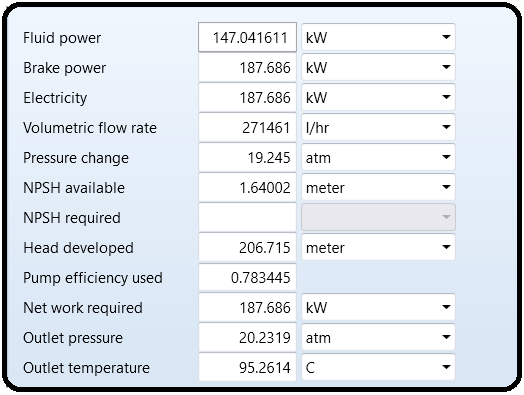 Fluid power 147.041611 kW
Brake power 187.686 kW
Electricity 187.686 kW
Volumetric flow rate 271461 l/hr
Pressure change 19.245 atm
NPSH available 1.64002 meter
NPSH required
Head developed 206.715 meter
Pump efficiency used 0.783445
Net work required 187.686 kW
Outlet pressure 20.2319 atm
Outlet temperature 95.2614 C